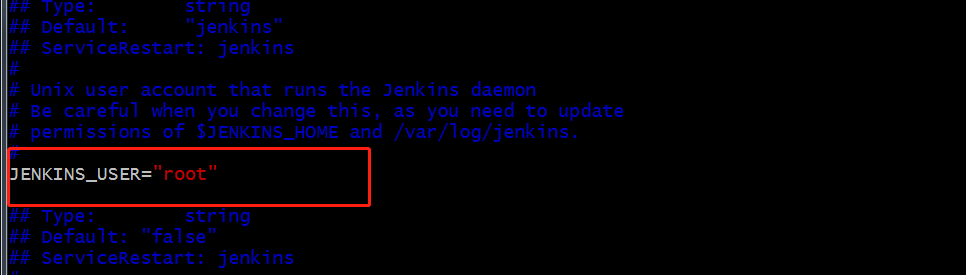 ## Type:        string
## Default:     "jenkins"
## ServiceRestart: jenkins
#
# Unix user account that runs the Jenkins daemon
# Be careful when you change this, as you need to update
# permissions of $JENKINS_HOME and /var/log/jenkins.
#
JENKINS_USER="root"
## Type:        string
## Default: "false"
## ServiceRestart: jenkins
#